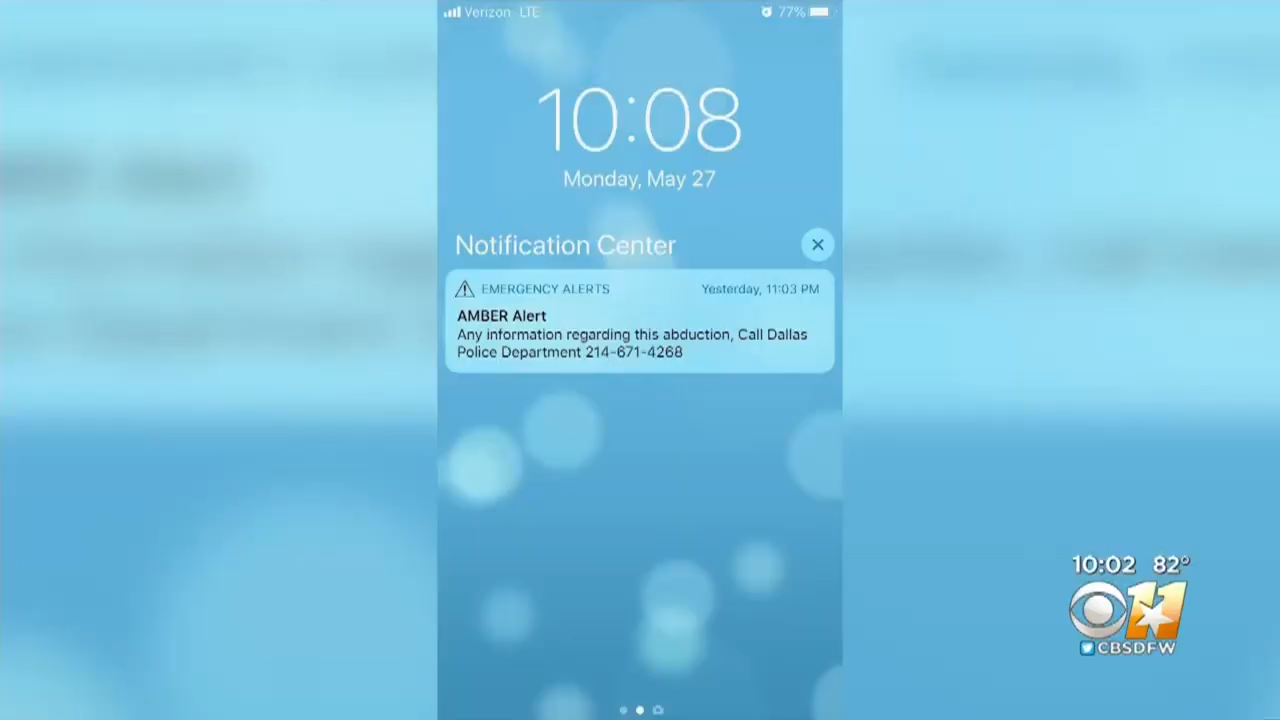 Verizon LTE
77%
10:08
Monday, May 27
Notification Center
EMERGENCY ALERTS Yesterday, 11:03 PM
AMBER Alert
Any information regarding this abduction, Call Dallas
Police Department 214-671-4268
10:02 82°
11
CBSDFW